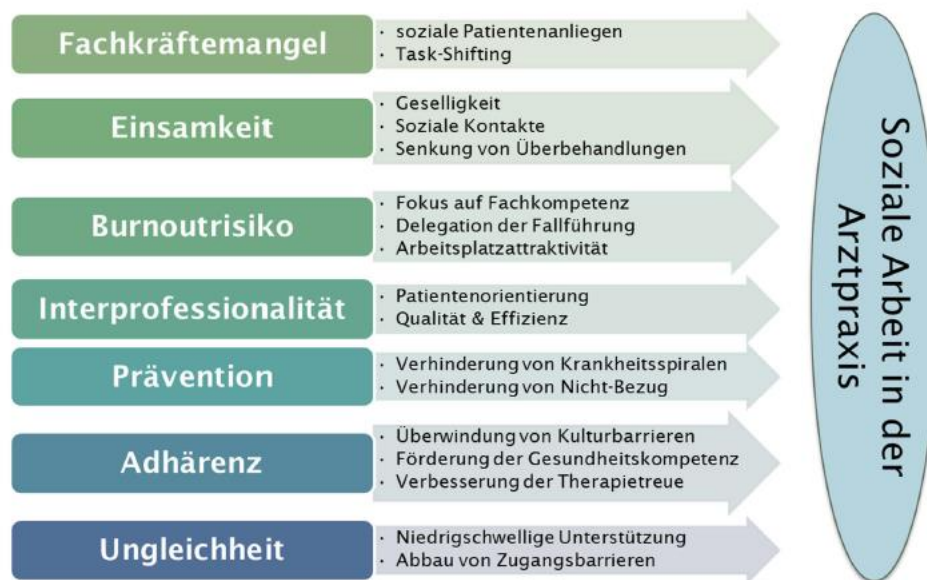 Fachkräftemangel
· soziale Patientenanliegen
· Task-Shifting
Einsamkeit
· Geselligkeit
· Soziale Kontakte
· Senkung von Überbehandlungen
Burnoutrisiko
· Fokus auf Fachkompetenz
· Delegation der Fallführung
· Arbeitsplatzattraktivität
Interprofessionalität
· Patientenorientierung
· Qualität & Effizienz
Prävention
· Verhinderung von Krankheitsspiralen
· Verhinderung von Nicht-Bezug
Adhärenz
· Überwindung von Kulturbarrieren
· Förderung der Gesundheitskompetenz
· Verbesserung der Therapietreue
Ungleichheit
· Niedrigschwellige Unterstützung
· Abbau von Zugangsbarrieren
Soziale Arbeit in der
Arztpraxis